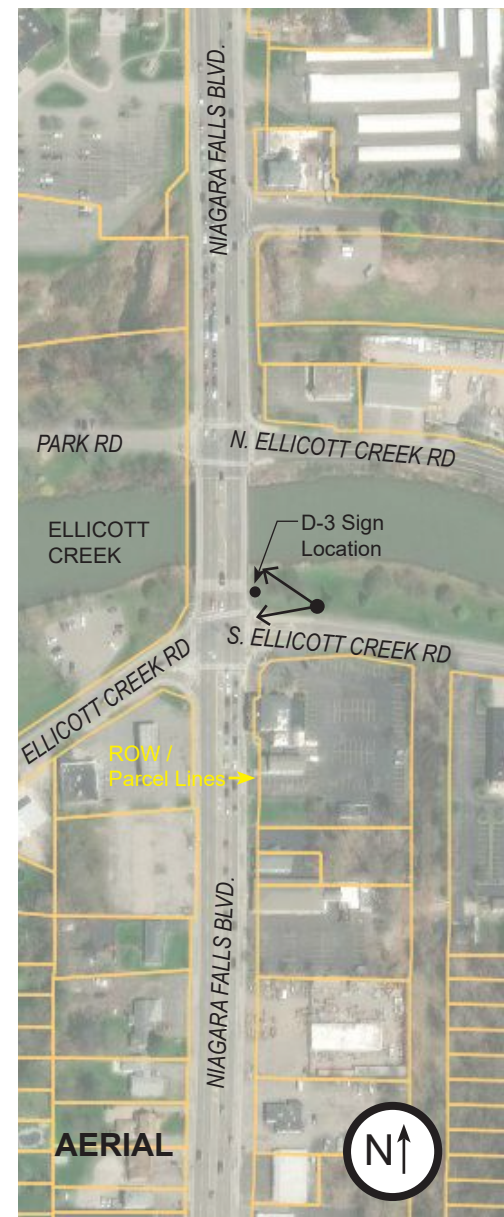 NIAGARA FALLS BLVD.
PARK RD
N. ELLICOTT CREEK RD
ELLICOTT
CREEK
D-3 Sign
Location
S. ELLICOTT CREEK RD
ELLICOTT CREEK RD
ROW /
Parcel Lines
NIAGARA FALLS BLVD.
AERIAL
N